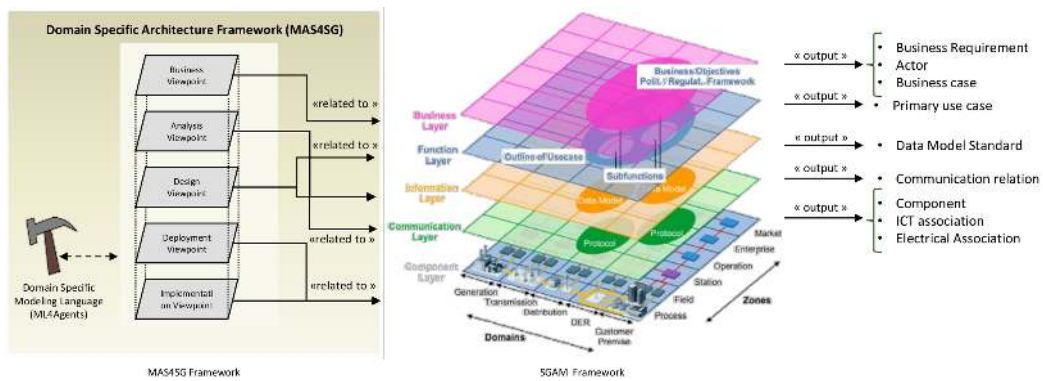 Domain Specific Architecture Framework (MAS4SG)
Business
Viewpoint
Analysis
Viewpoint
Design
Viewpoint
Deployment
Viewpoint
Implementati
on Viewpoint
«related to »
«related to »
«related to »
«related to »
Domain Specific
Modeling Language
(ML4Agents)
MAS4SG Framework
Business Objectives
Polit. / Regulat.. Framework
Business
Layer
Function
Layer
Outline of Usecase
Subfunctions
Information
Layer
Data Model
Data Model
Communication
Layer
Protocol
Protocol
Component
Layer
Generation
Transmission
Distribution
DER
Customer
Premise
Domains
Process
Field
Station
Operation
Enterprise
Market
Zones
SGAM Framework
« output »
• Business Requirement
• Actor
• Business case
« output »
• Primary use case
« output »
• Data Model Standard
« output »
• Communication relation
« output »
• Component
• ICT association
• Electrical Association